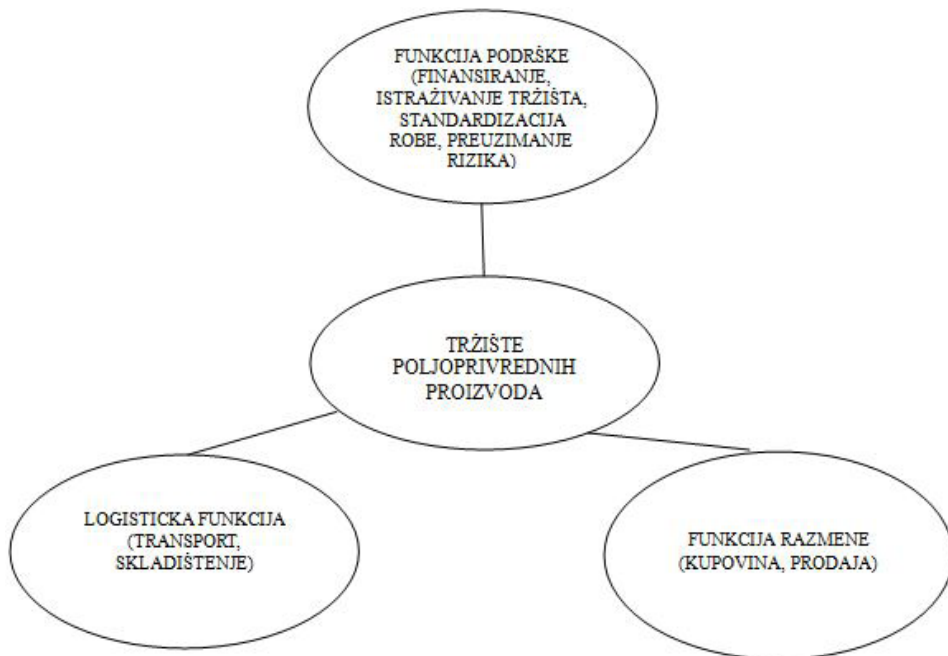 FUNKCIJA PODRŠKE
(FINANSIRANJE,
ISTRAŽIVANJE TRŽIŠTA,
STANDARDIZACIJA
ROBE, PREUZIMANJE
RIZIKA)
TRŽIŠTE
POLJOPRIVREDNIH
PROIZVODA
LOGISTICKA FUNKCIJA
(TRANSPORT,
SKLADIŠTENJE)
FUNKCIJA RAZMENE
(KUPOVINA, PRODAJA)